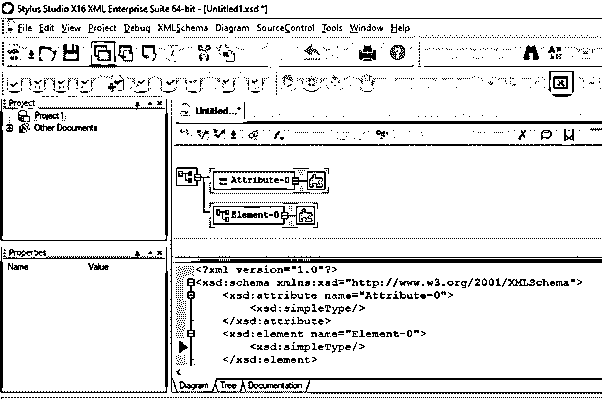 Stylus Studio X16 XML Enterprise Suite 64-bit - [Untitled1.xsd *]
File Edit View Project Debug XMLSchema Diagram SourceControl Tools Window Help
Project
Project1
Other Documents
Untitled...*
Attribute-0
Element-0
Properties
Name Value
<?xml version="1.0"?>
<xsd:schema xmlns:xsd="http://www.w3.org/2001/XMLSchema">
<xsd:attribute name="Attribute-0">
<xsd:simpleType/>
</xsd:attribute>
<xsd:element name="Element-0">
<xsd:simpleType/>
</xsd:element>
Diagram Tree Documentation